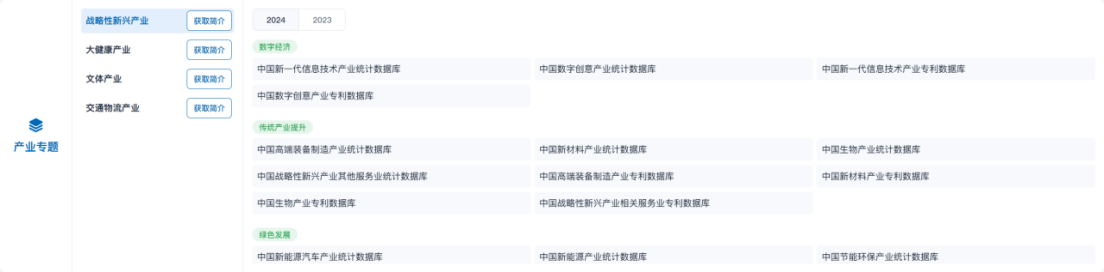 产业专题
战略性新兴产业 获取简介
大健康产业 获取简介
文体产业 获取简介
交通物流产业 获取简介
2024 2023
数字经济
中国新一代信息技术产业统计数据库 中国数字创意产业统计数据库 中国新一代信息技术产业专利数据库
中国数字创意产业专利数据库
传统产业提升
中国高端装备制造产业统计数据库 中国新材料产业统计数据库 中国生物产业统计数据库
中国战略性新兴产业其他服务业统计数据库 中国高端装备制造产业专利数据库 中国新材料产业专利数据库
中国生物产业专利数据库 中国战略性新兴产业相关服务业专利数据库
绿色发展
中国新能源汽车产业统计数据库 中国新能源产业统计数据库 中国节能环保产业统计数据库